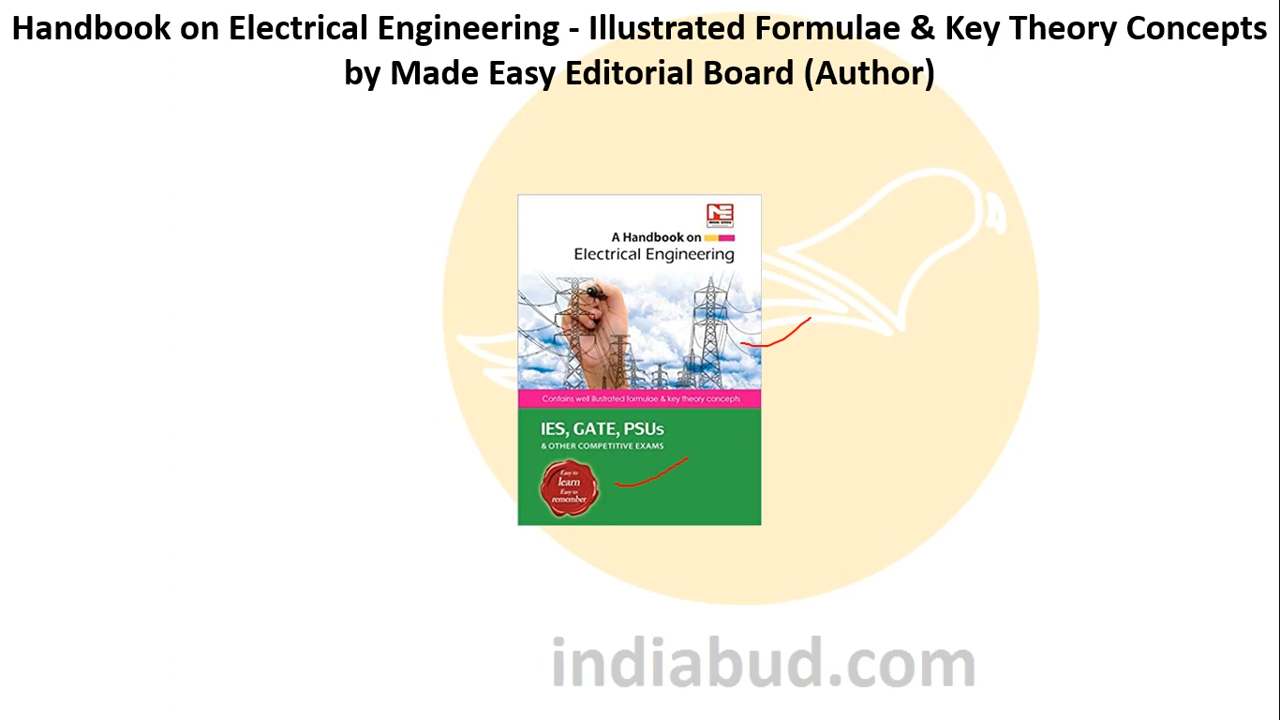 Handbook on Electrical Engineering - Illustrated Formulae & Key Theory Concepts
by Made Easy Editorial Board (Author)
A Handbook on
Electrical Engineering
Contains well illustrated formulae & key theory concepts
IES, GATE, PSUs
& OTHER COMPETITIVE EXAMS
Easy to
learn
Easy to
remember
indiabud.com